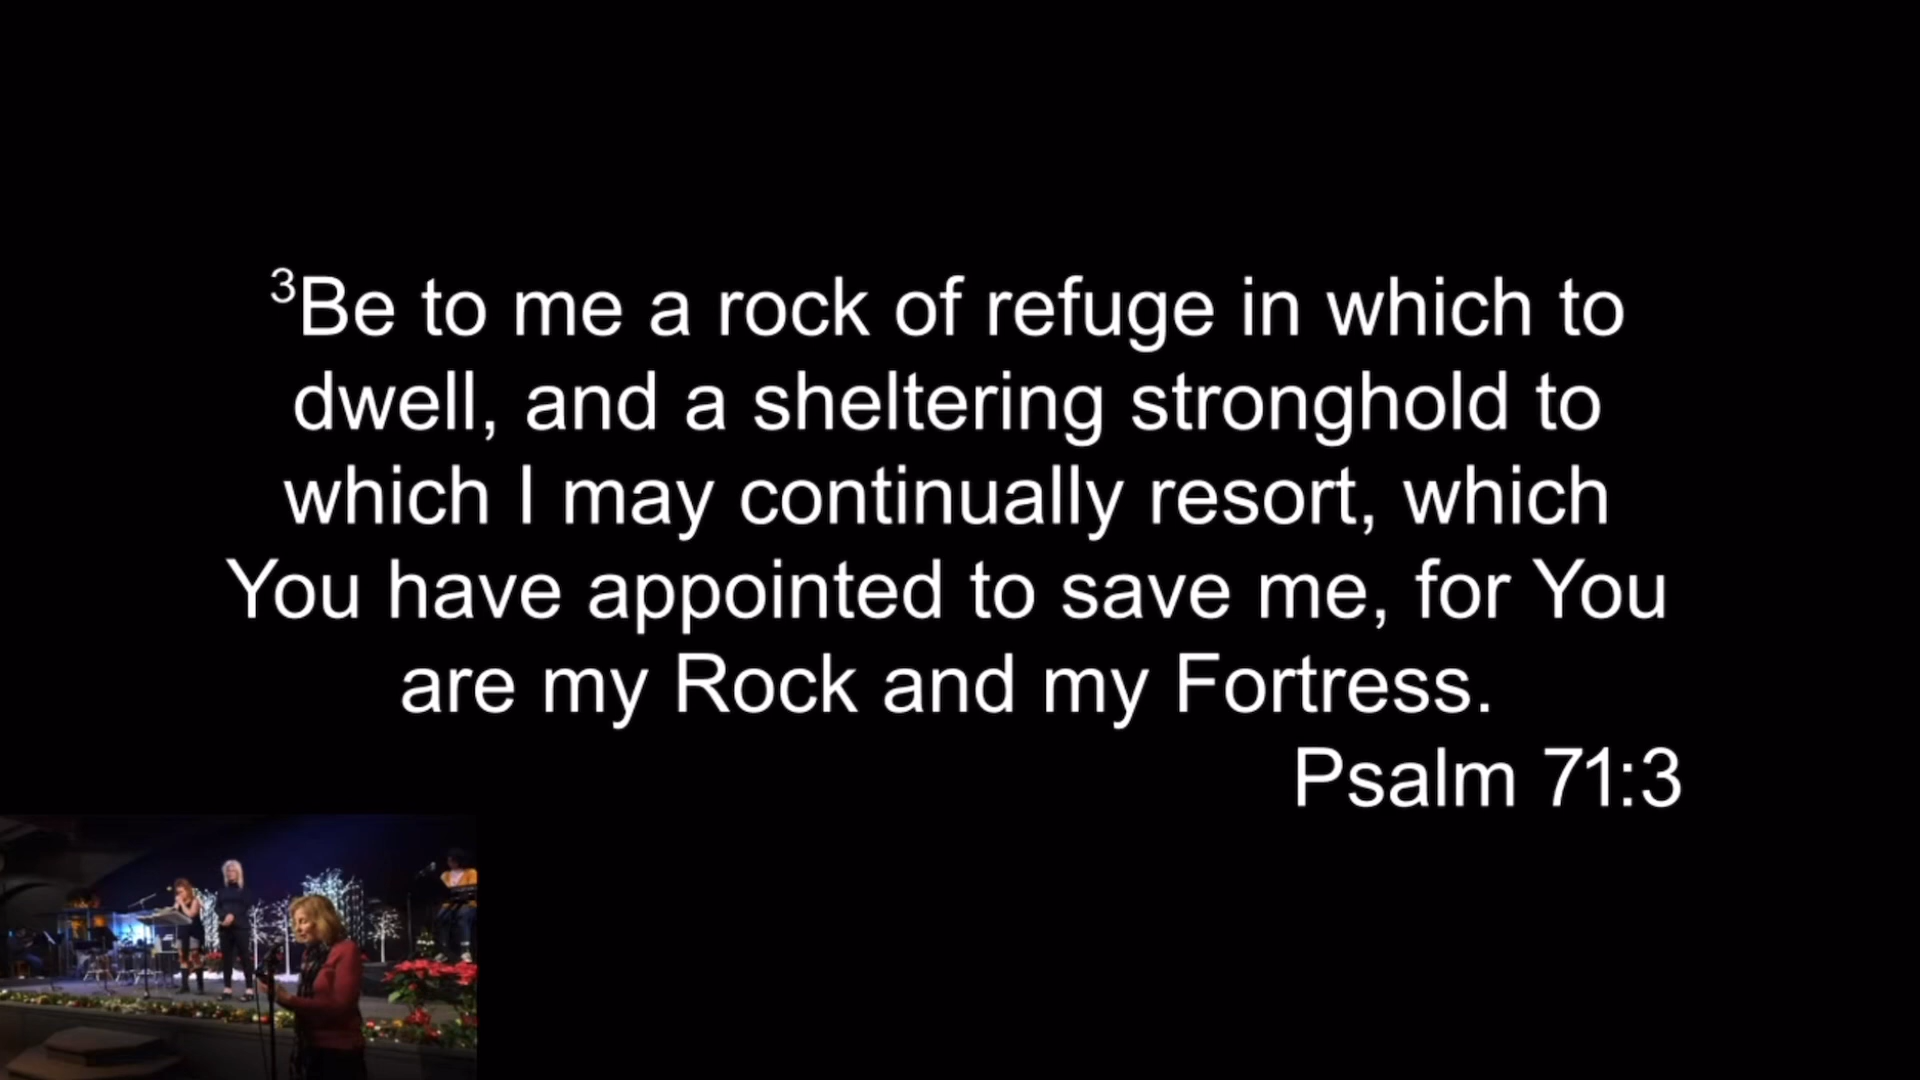 ³Be to me a rock of refuge in which to
dwell, and a sheltering stronghold to
which I may continually resort, which
You have appointed to save me, for You
are my Rock and my Fortress.
Psalm 71:3